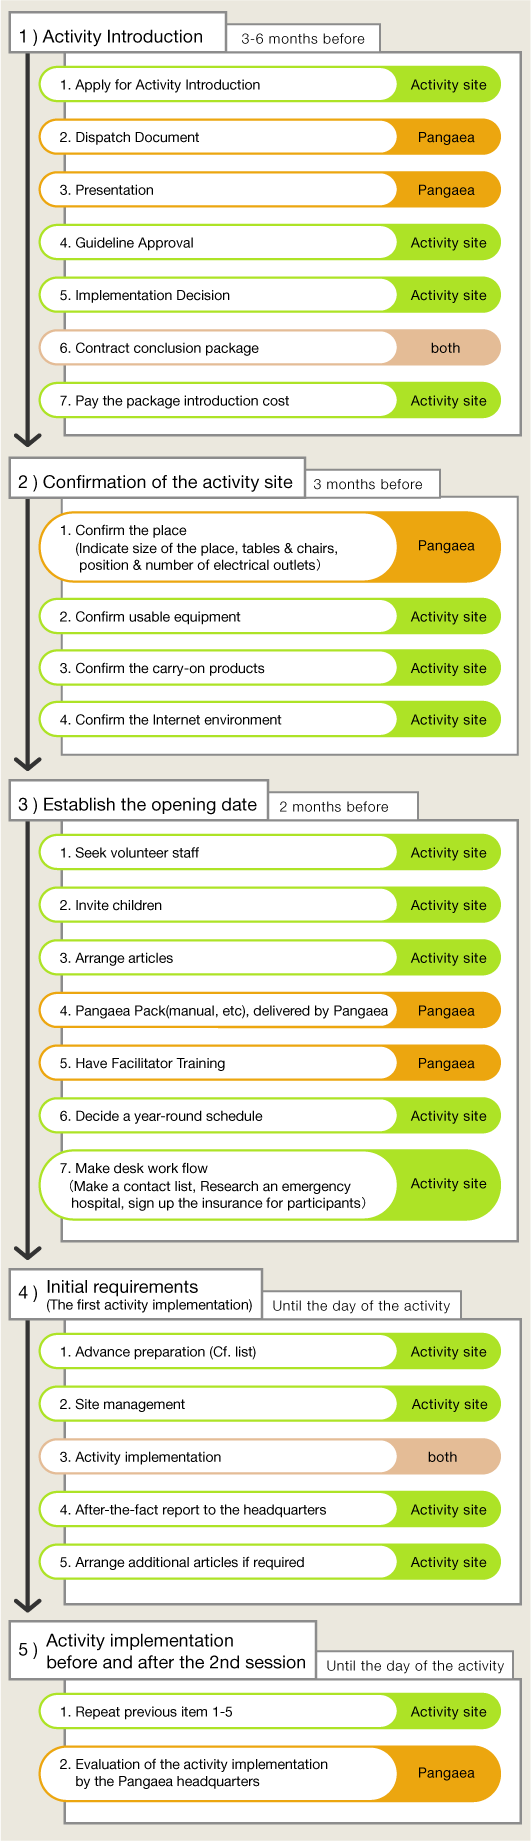 1 ) Activity Introduction
3-6 months before
1. Apply for Activity Introduction
Activity site
2. Dispatch Document
Pangaea
3. Presentation
Pangaea
4. Guideline Approval
Activity site
5. Implementation Decision
Activity site
6. Contract conclusion package
both
7. Pay the package introduction cost
Activity site
2 ) Confirmation of the activity site
3 months before
1. Confirm the place
(Indicate size of the place, tables & chairs,
position & number of electrical outlets)
Pangaea
2. Confirm usable equipment
Activity site
3. Confirm the carry-on products
Activity site
4. Confirm the Internet environment
Activity site
3 ) Establish the opening date
2 months before
1. Seek volunteer staff
Activity site
2. Invite children
Activity site
3. Arrange articles
Activity site
4. Pangaea Pack(manual, etc), delivered by Pangaea
Pangaea
5. Have Facilitator Training
Pangaea
6. Decide a year-round schedule
Activity site
7. Make desk work flow
(Make a contact list, Research an emergency
hospital, sign up the insurance for participants)
Activity site
4 ) Initial requirements
(The first activity implementation)
Until the day of the activity
1. Advance preparation (Cf. list)
Activity site
2. Site management
Activity site
3. Activity implementation
both
4. After-the-fact report to the headquarters
Activity site
5. Arrange additional articles if required
Activity site
5 ) Activity implementation
before and after the 2nd session
Until the day of the activity
1. Repeat previous item 1-5
Activity site
2. Evaluation of the activity implementation
by the Pangaea headquarters
Pangaea